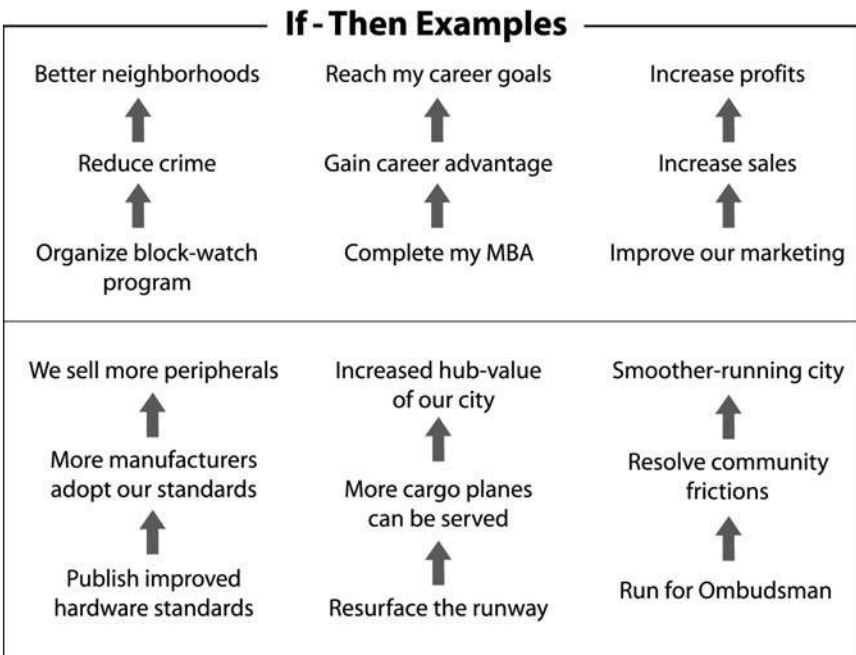 If - Then Examples
Better neighborhoods
Reduce crime
Organize block-watch
program
Reach my career goals
Gain career advantage
Complete my MBA
Increase profits
Increase sales
Improve our marketing
We sell more peripherals
More manufacturers
adopt our standards
Publish improved
hardware standards
Increased hub-value
of our city
More cargo planes
can be served
Resurface the runway
Smoother-running city
Resolve community
frictions
Run for Ombudsman